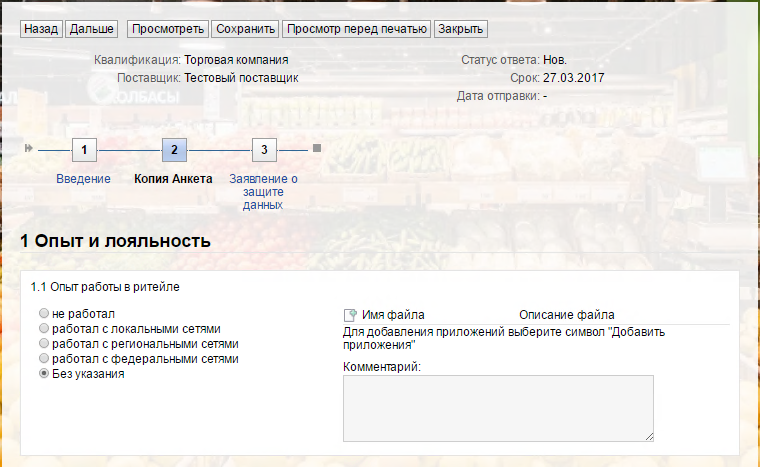 Назад Дальше Просмотреть Сохранить Просмотр перед печатью Закрыть
Квалификация: Торговая компания Статус ответа: Нов.
Поставщик: Тестовый поставщик Срок: 27.03.2017
Дата отправки: -
КОЛБАСЫ
1 2 3
Введение Копия Анкета Заявление о
защите
данных
1 Опыт и лояльность
1.1 Опыт работы в ритейле
не работал
работал с локальными сетями
работал с региональными сетями
работал с федеральными сетями
Без указания
Имя файла Описание файла
Для добавления приложений выберите символ "Добавить
приложения"
Комментарий: